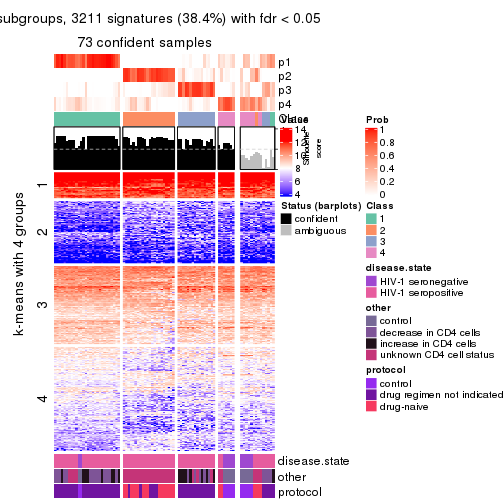 subgroups, 3211 signatures (38.4%) with fdr < 0.05
73 confident samples
p1
p2
p3
p4
Value
14
12
10
8
6
4
score
Prob
1
0.8
0.6
0.4
0.2
0
Status (barplots)
confident
ambiguous
Class
1
2
3
4
disease.state
HIV-1 seronegative
HIV-1 seropositive
other
control
decrease in CD4 cells
increase in CD4 cells
unknown CD4 cell status
protocol
control
drug regimen not indicated
drug-naive
k-means with 4 groups
1
2
3
4
disease.state
other
protocol